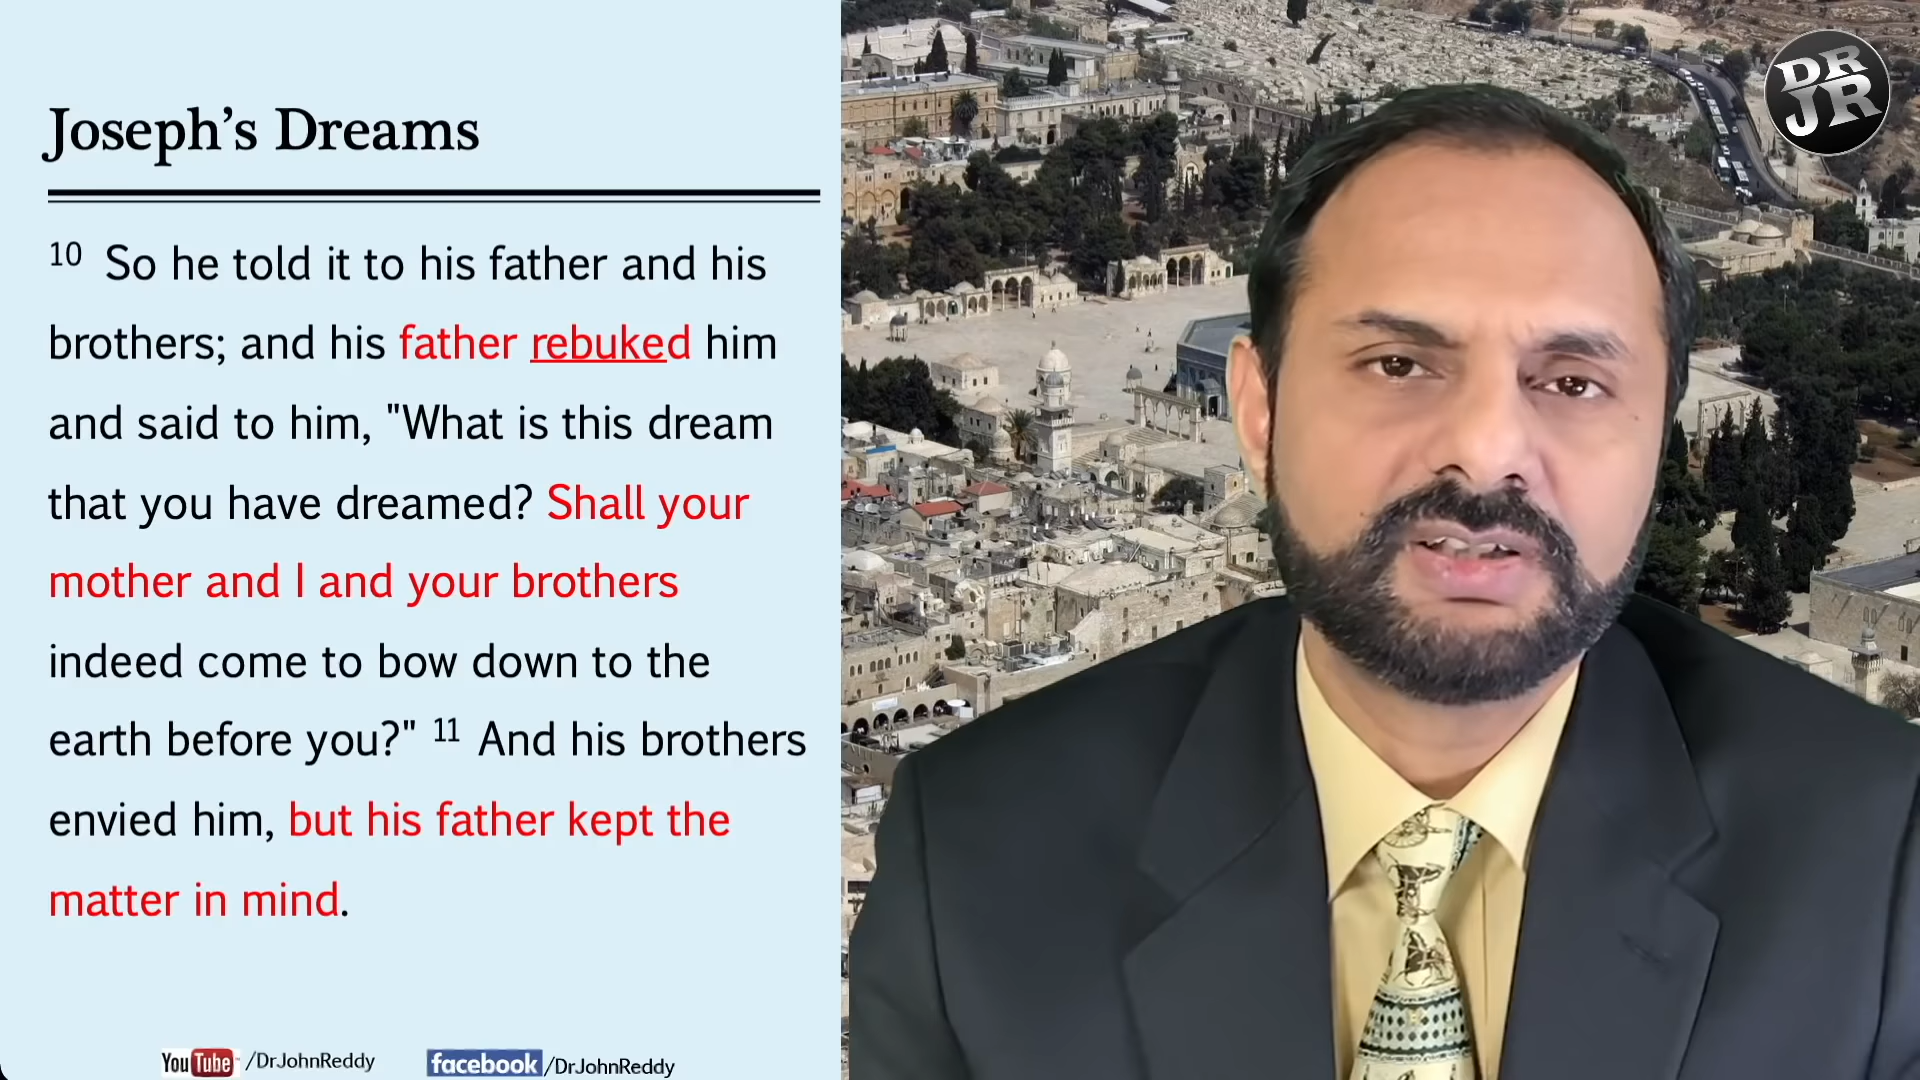 Joseph’s Dreams
10 So he told it to his father and his
brothers; and his father rebuked him
and said to him, "What is this dream
that you have dreamed? Shall your
mother and I and your brothers
indeed come to bow down to the
earth before you?" 11 And his brothers
envied him, but his father kept the
matter in mind.
YouTube /DrJohnReddy facebook /DrJohnReddy
DR
JR